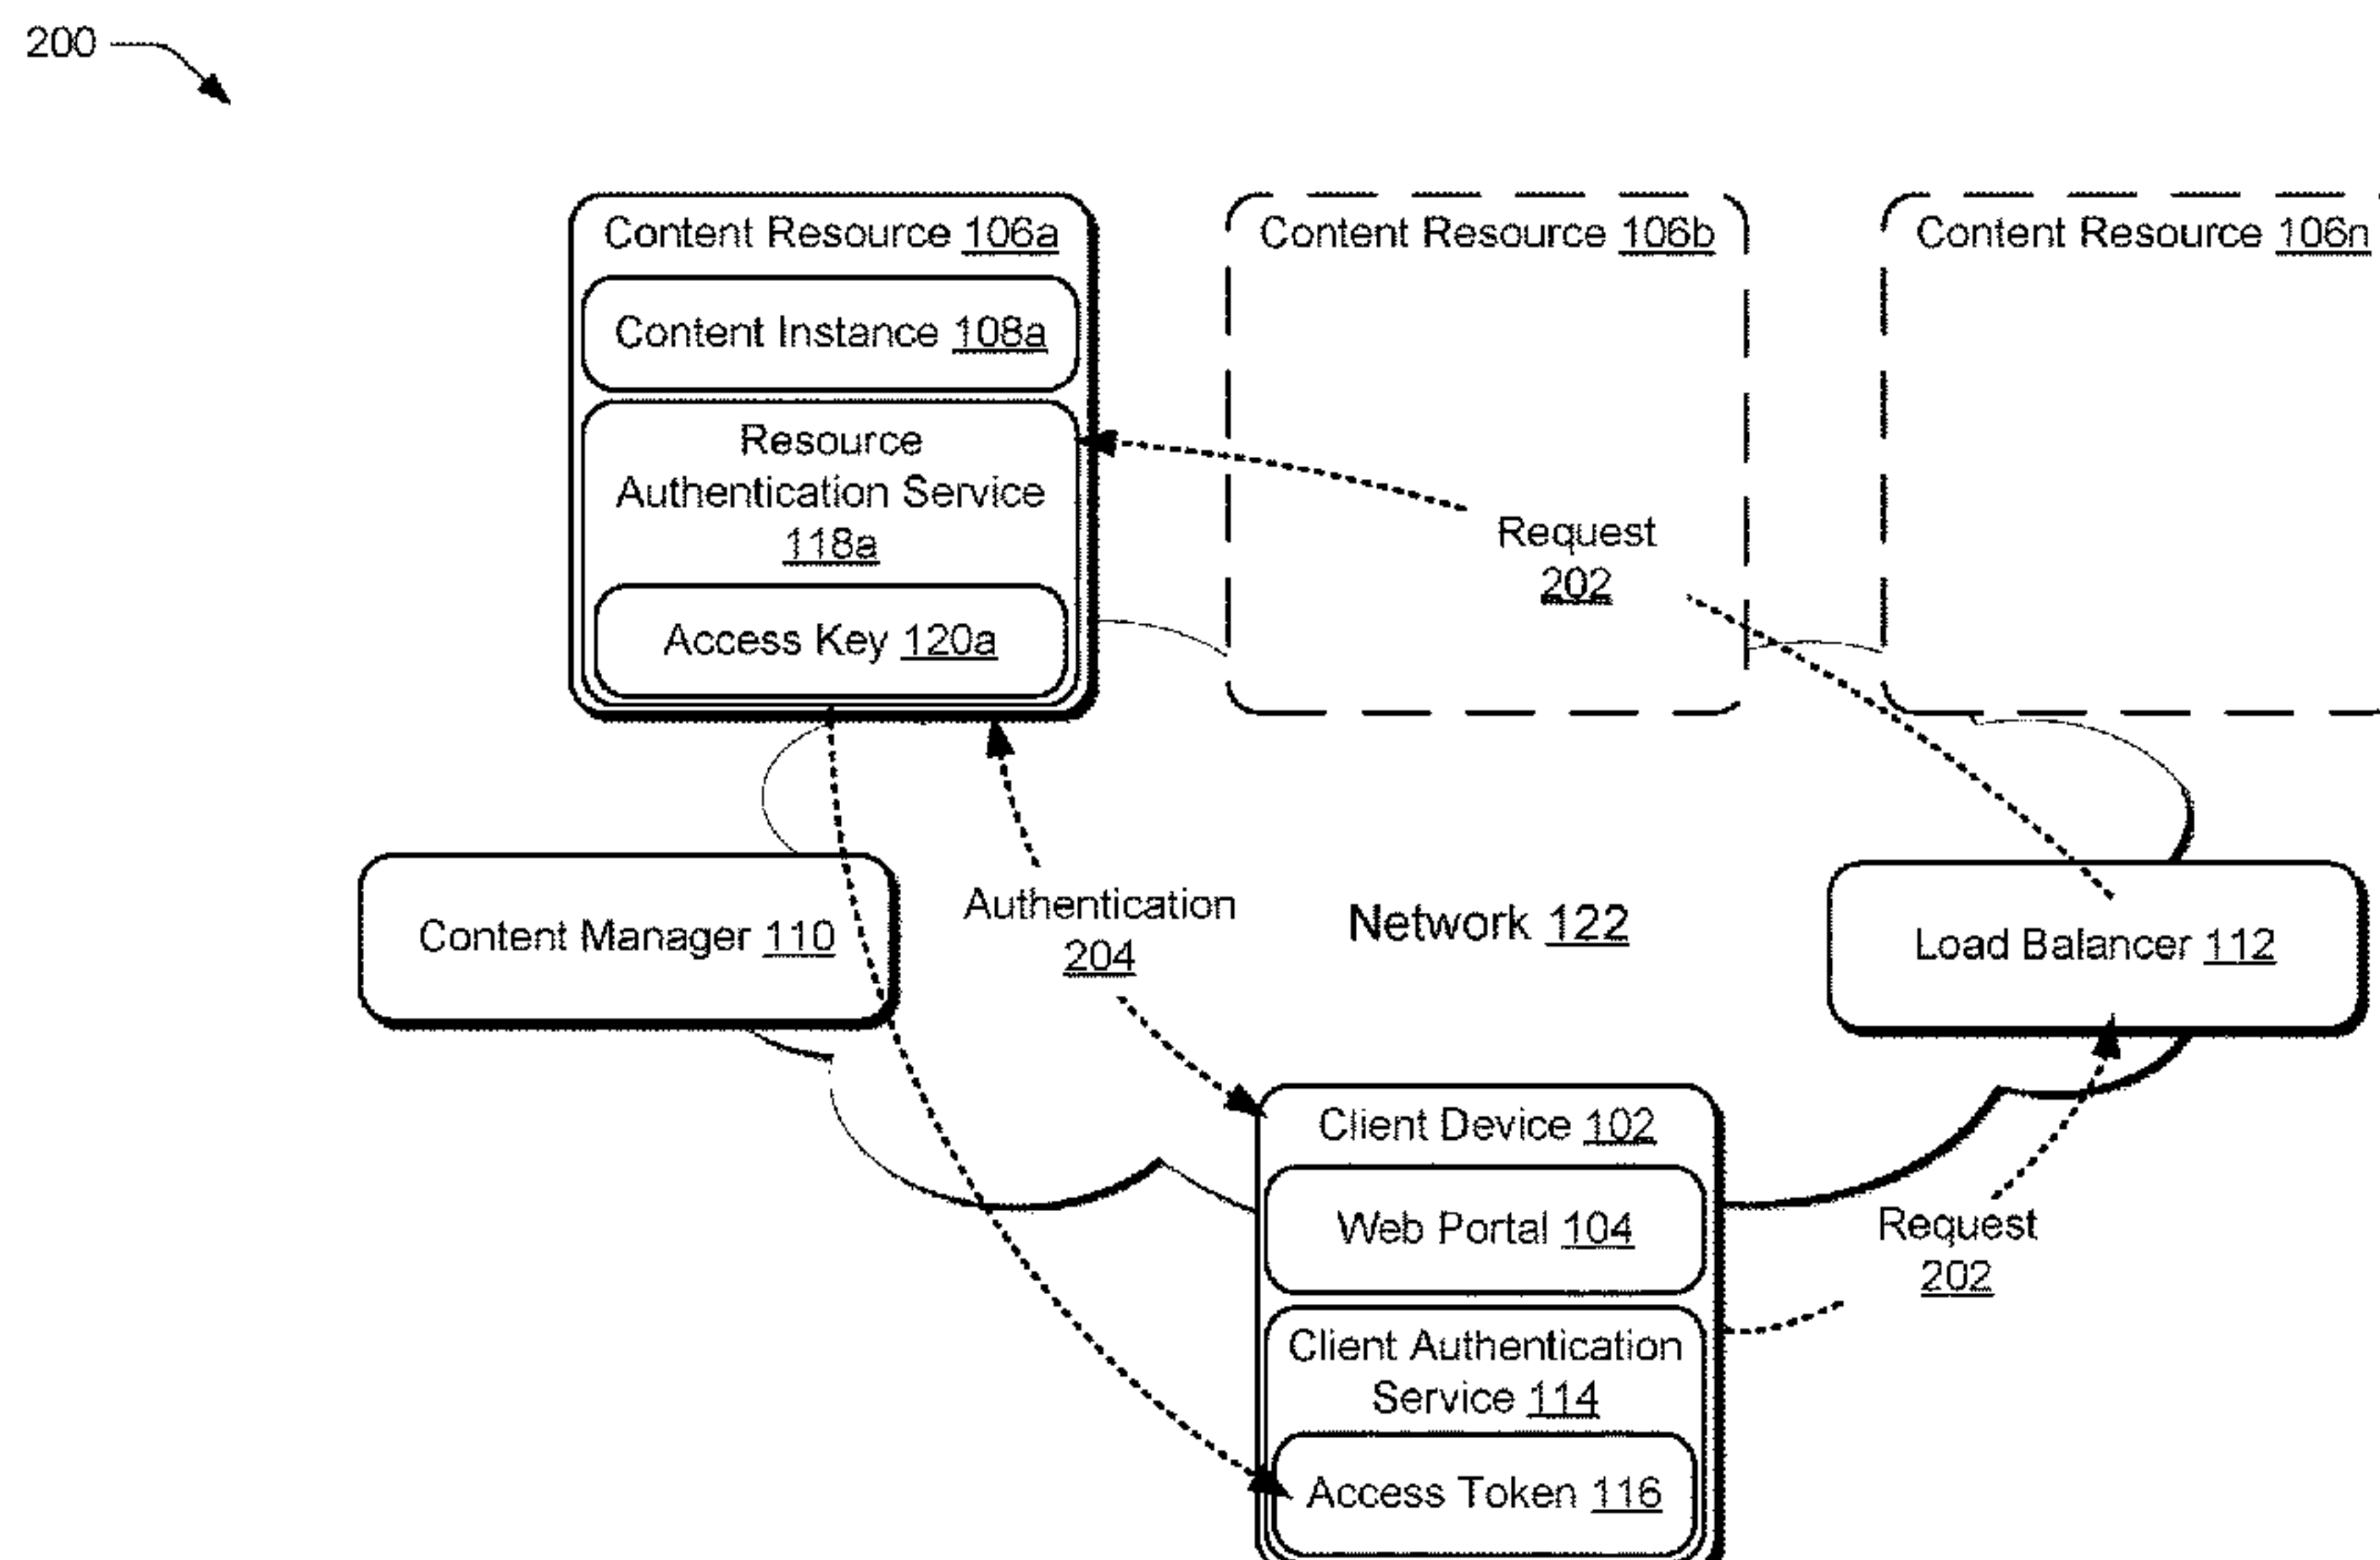 200
Content Resource 106a
Content Resource 106b
Content Resource 106n
Content Instance 108a
Resource
Authentication Service
118a
Access Key 120a
Request
202
Content Manager 110
Authentication
204
Network 122
Load Balancer 112
Client Device 102
Web Portal 104
Request
202
Client Authentication
Service 114
Access Token 116